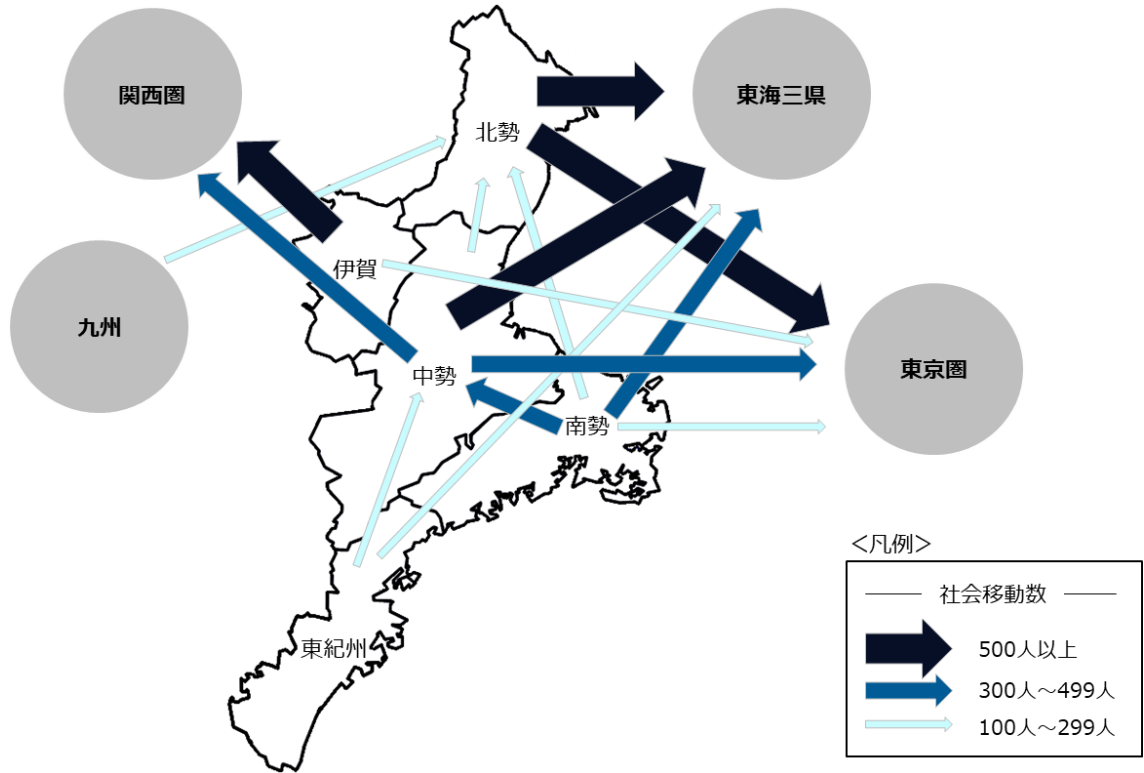 関西圏
東海三県
北勢
伊賀
九州
中勢
東京圏
南勢
東紀州
＜凡例＞
社会移動数
500人以上
300人～499人
100人～299人